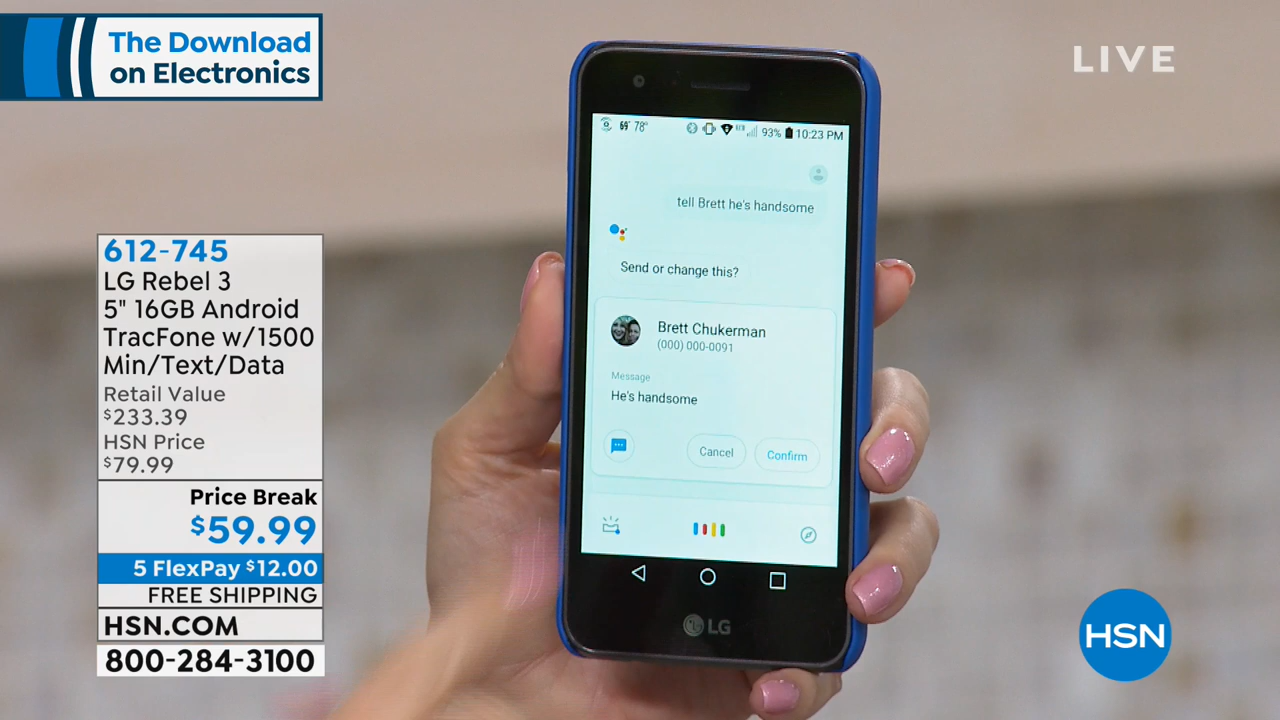 The Download
on Electronics
LIVE
612-745
LG Rebel 3
5" 16GB Android
TracFone w/1500
Min/Text/Data
Retail Value
$233.39
HSN Price
$79.99
Price Break
$59.99
5 FlexPay $12.00
FREE SHIPPING
HSN.COM
800-284-3100
69° 78°
93% 10:23 PM
tell Brett he's handsome
Send or change this?
Brett Chukerman
(000) 000-0091
Message
He's handsome
Cancel
Confirm
LG
HSN